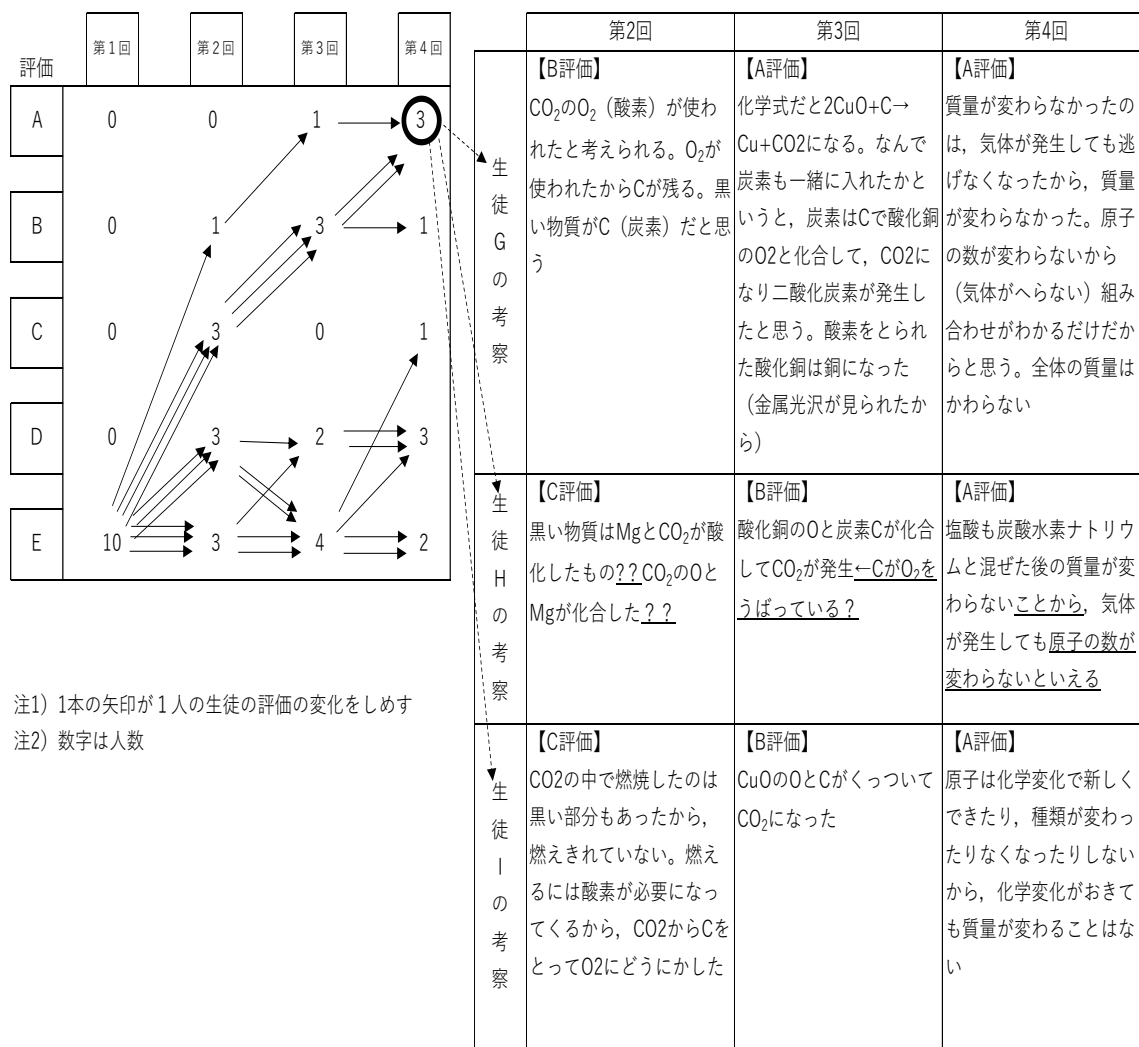 第1回 第2回 第3回 第4回
評価
A 0 0 1 3
B 0 1 3 1
C 0 3 0 1
D 0 3 2 3
E 10 3 4 2
注1）1本の矢印が１人の生徒の評価の変化をしめす
注2）数字は人数
第2回 第3回 第4回
生徒Gの考察
【B評価】
CO₂のO₂（酸素）が使わ
れたと考えられる。O₂が
使われたからCが残る。黒
い物質がC（炭素）だと思
う
【A評価】
化学式だと2CuO+C→
Cu+CO2になる。なんで
炭素も一緒に入れたかと
いうと，炭素はCで酸化銅
のO2と化合して，CO2に
なり二酸化炭素が発生し
たと思う。酸素をとられ
た酸化銅は銅になった
（金属光沢が見られたか
ら）
【A評価】
質量が変わらなかったの
は，気体が発生しても逃
げなくなったから，質量
が変わらなかった。原子
の数が変わらないから
（気体がへらない）組み
合わせがわかるだけだか
らと思う。全体の質量は
かわらない
生徒Hの考察
【C評価】
黒い物質はMgとCO₂が酸
化したもの??CO₂のOと
Mgが化合した？？
【B評価】
酸化銅のOと炭素Cが化合
してCO₂が発生←CがO₂を
うばっている？
【A評価】
塩酸も炭酸水素ナトリウ
ムと混ぜた後の質量が変
わらないことから，気体
が発生しても原子の数が
変わらないといえる
生徒Iの考察
【C評価】
CO2の中で燃焼したのは
黒い部分もあったから，
燃えきれていない。燃え
るには酸素が必要になっ
てくるから，CO2からCを
とってO2にどうにかした
【B評価】
CuOのOとCがくっついて
CO₂になった
【A評価】
原子は化学変化で新しく
できたり，種類が変わっ
たりなくなったりしない
から，化学変化がおきて
も質量が変わることはな
い